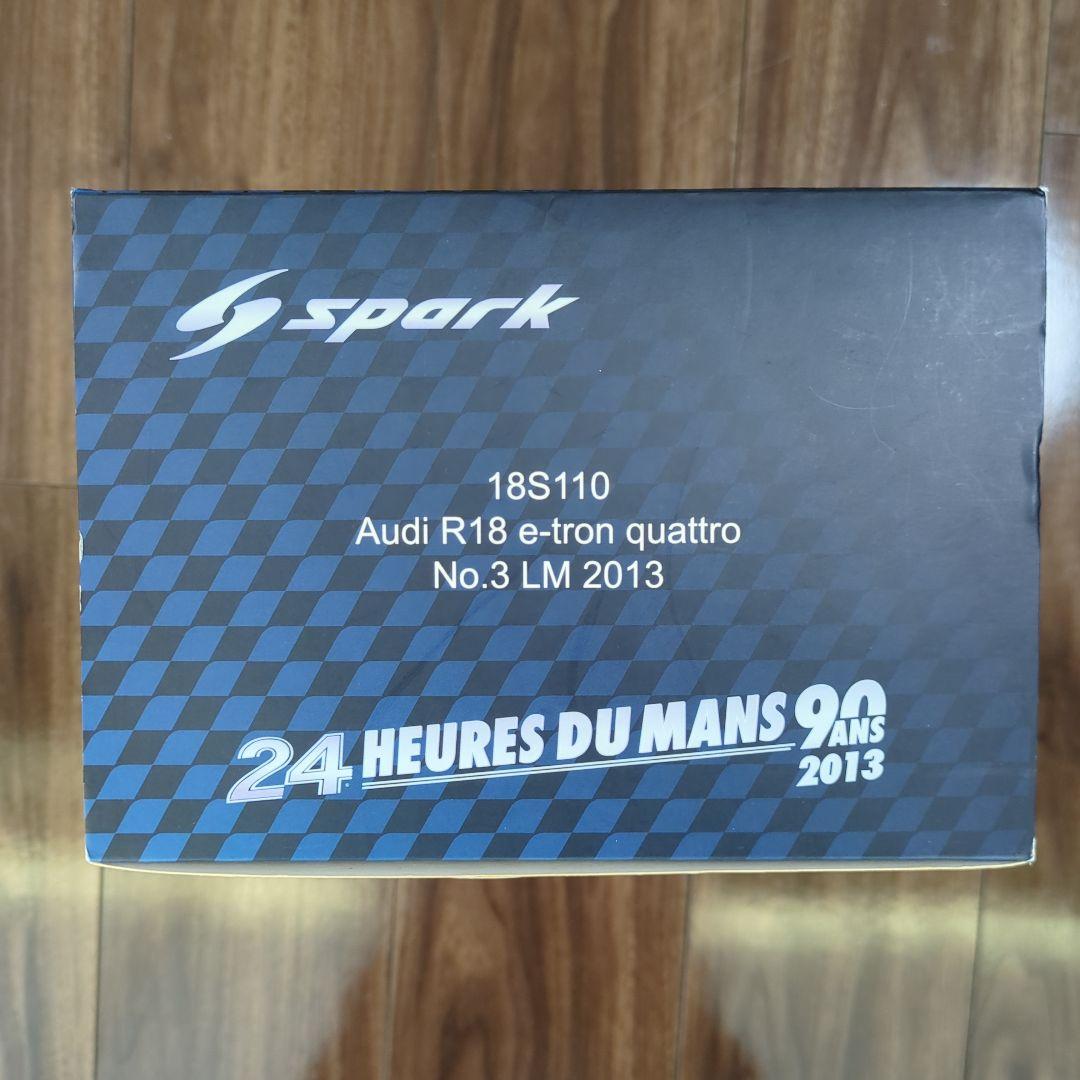 spark
18S110
Audi R18 e-tron quattro
No.3 LM 2013
24 HEURES DU MANS 90 ANS
2013